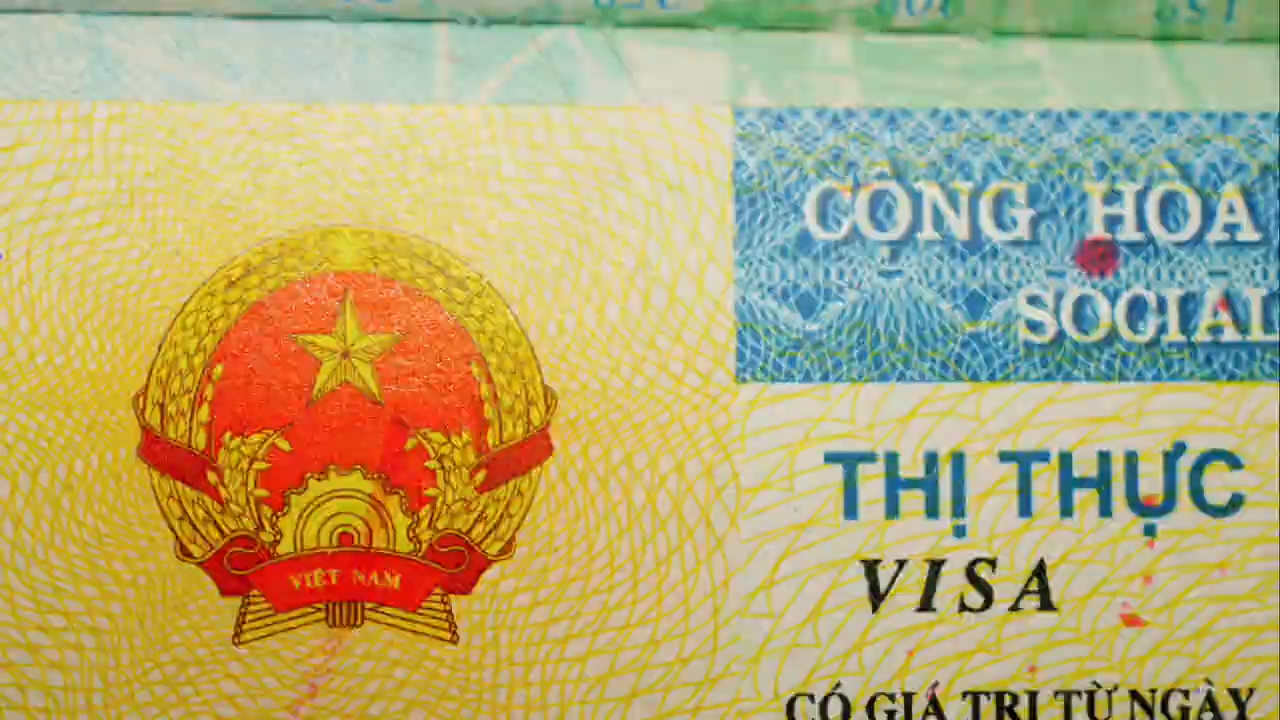 CỘNG HÒA
SOCIAL
THỊ THỰC
VISA
VIỆT NAM
CÓ GIÁ TRỊ TỪ NGÀY